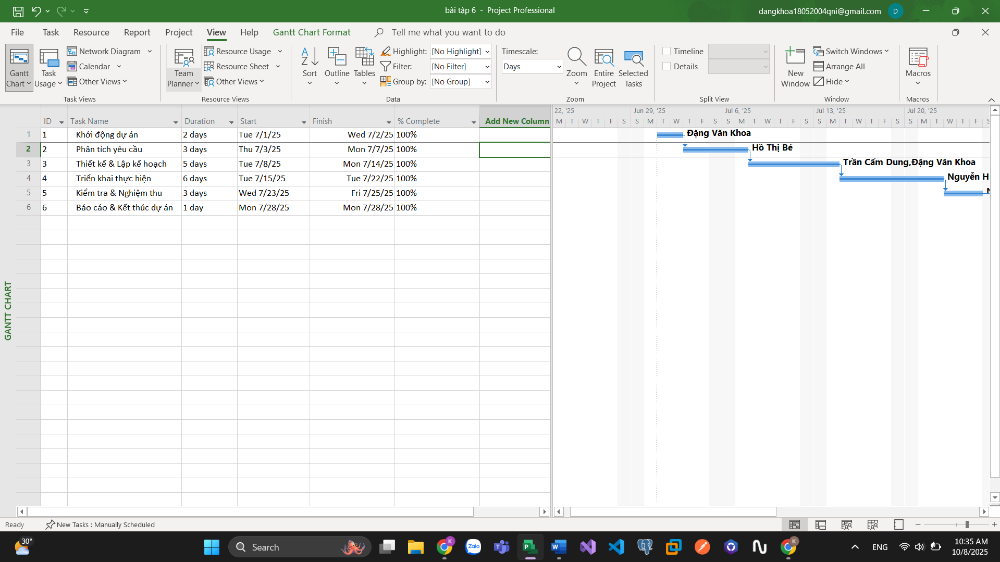 bài tập 6 - Project Professional
dangkhoa18052004qni@gmail.com
D
File Task Resource Report Project View Help Gantt Chart Format Tell me what you want to do
Gantt Chart
Task Usage
Network Diagram
Calendar
Other Views
Task Views
Team Planner
Resource Usage
Resource Sheet
Other Views
Resource Views
Sort
Outline
Tables
Highlight: [No Highlight]
Filter: [No Filter]
Group by: [No Group]
Data
Timescale:
Days
Zoom
Entire Project
Selected Tasks
Zoom
Timeline
Details
Split View
New Window
Switch Windows
Arrange All
Hide
Window
Macros
Macros
ID Task Name Duration Start Finish % Complete Add New Column
1 1 Khởi động dự án 2 days Tue 7/1/25 Wed 7/2/25 100%
2 2 Phân tích yêu cầu 3 days Thu 7/3/25 Mon 7/7/25 100%
3 3 Thiết kế & Lập kế hoạch 5 days Tue 7/8/25 Mon 7/14/25 100%
4 4 Triển khai thực hiện 6 days Tue 7/15/25 Tue 7/22/25 100%
5 5 Kiểm tra & Nghiệm thu 3 days Wed 7/23/25 Fri 7/25/25 100%
6 6 Báo cáo & Kết thúc dự án 1 day Mon 7/28/25 Mon 7/28/25 100%
22, '25 Jun 29, '25 Jul 6, '25 Jul 13, '25 Jul 20, '25
M T W T F S S M T W T F S S M T W T F S S M T W T F S S M T W T F S
Đặng Văn Khoa
Hồ Thị Bé
Trần Cẩm Dung,Đặng Văn Khoa
Nguyễn H
N
GANTT CHART
Ready New Tasks : Manually Scheduled
30°
Search
K
Zalo
K
ENG
10:35 AM
10/8/2025